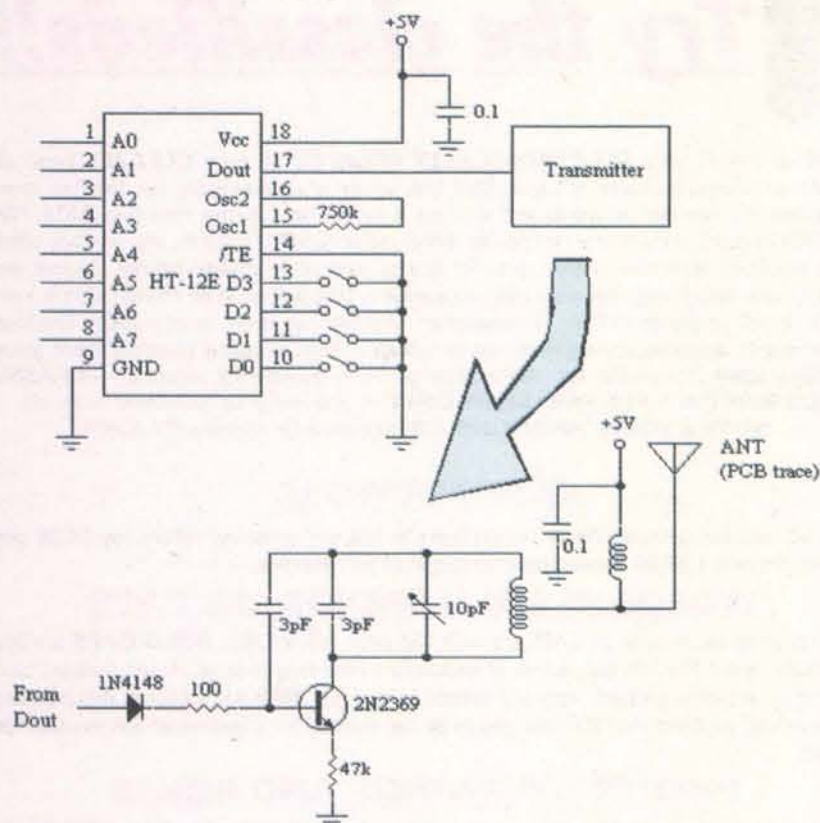 +5V
0.1
1 A0 Vcc 18
2 A1 Dout 17
3 A2 Osc2 16
4 A3 Osc1 15
750k
5 A4 /TE 14
6 A5 HT-12E D3 13
7 A6 D2 12
8 A7 D1 11
9 GND D0 10
Transmitter
+5V
ANT
(PCB trace)
0.1
3pF
3pF
10pF
1N4148
100
From
Dout
2N2369
47k